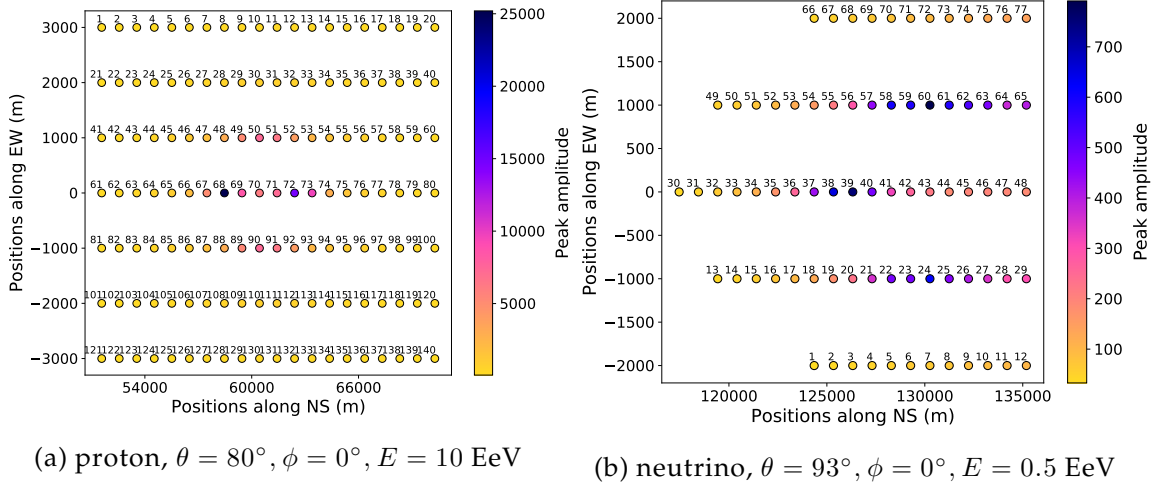 1 2 3 4 5 6 7 8 9 10 11 12 13 14 15 16 17 18 19 20
3000
21 22 23 24 25 26 27 28 29 30 31 32 33 34 35 36 37 38 39 40
2000
41 42 43 44 45 46 47 48 49 50 51 52 53 54 55 56 57 58 59 60
1000
61 62 63 64 65 66 67 68 69 70 71 72 73 74 75 76 77 78 79 80
0
81 82 83 84 85 86 87 88 89 90 91 92 93 94 95 96 97 98 99 100
−1000
101 102 103 104 105 106 107 108 109 110 111 112 113 114 115 116 117 118 119 120
−2000
121 122 123 124 125 126 127 128 129 130 131 132 133 134 135 136 137 138 139 140
−3000
Positions along EW (m)
54000 60000 66000
Positions along NS (m)
25000
20000
15000
10000
5000
Peak amplitude
(a) proton, θ = 80°, ϕ = 0°, E = 10 EeV
66 67 68 69 70 71 72 73 74 75 76 77
2000
1500
49 50 51 52 53 54 55 56 57 58 59 60 61 62 63 64 65
1000
500
30 31 32 33 34 35 36 37 38 39 40 41 42 43 44 45 46 47 48
0
−500
13 14 15 16 17 18 19 20 21 22 23 24 25 26 27 28 29
−1000
−1500
1 2 3 4 5 6 7 8 9 10 11 12
−2000
Positions along EW (m)
120000 125000 130000 135000
Positions along NS (m)
700
600
500
400
300
200
100
Peak amplitude
(b) neutrino, θ = 93°, ϕ = 0°, E = 0.5 EeV